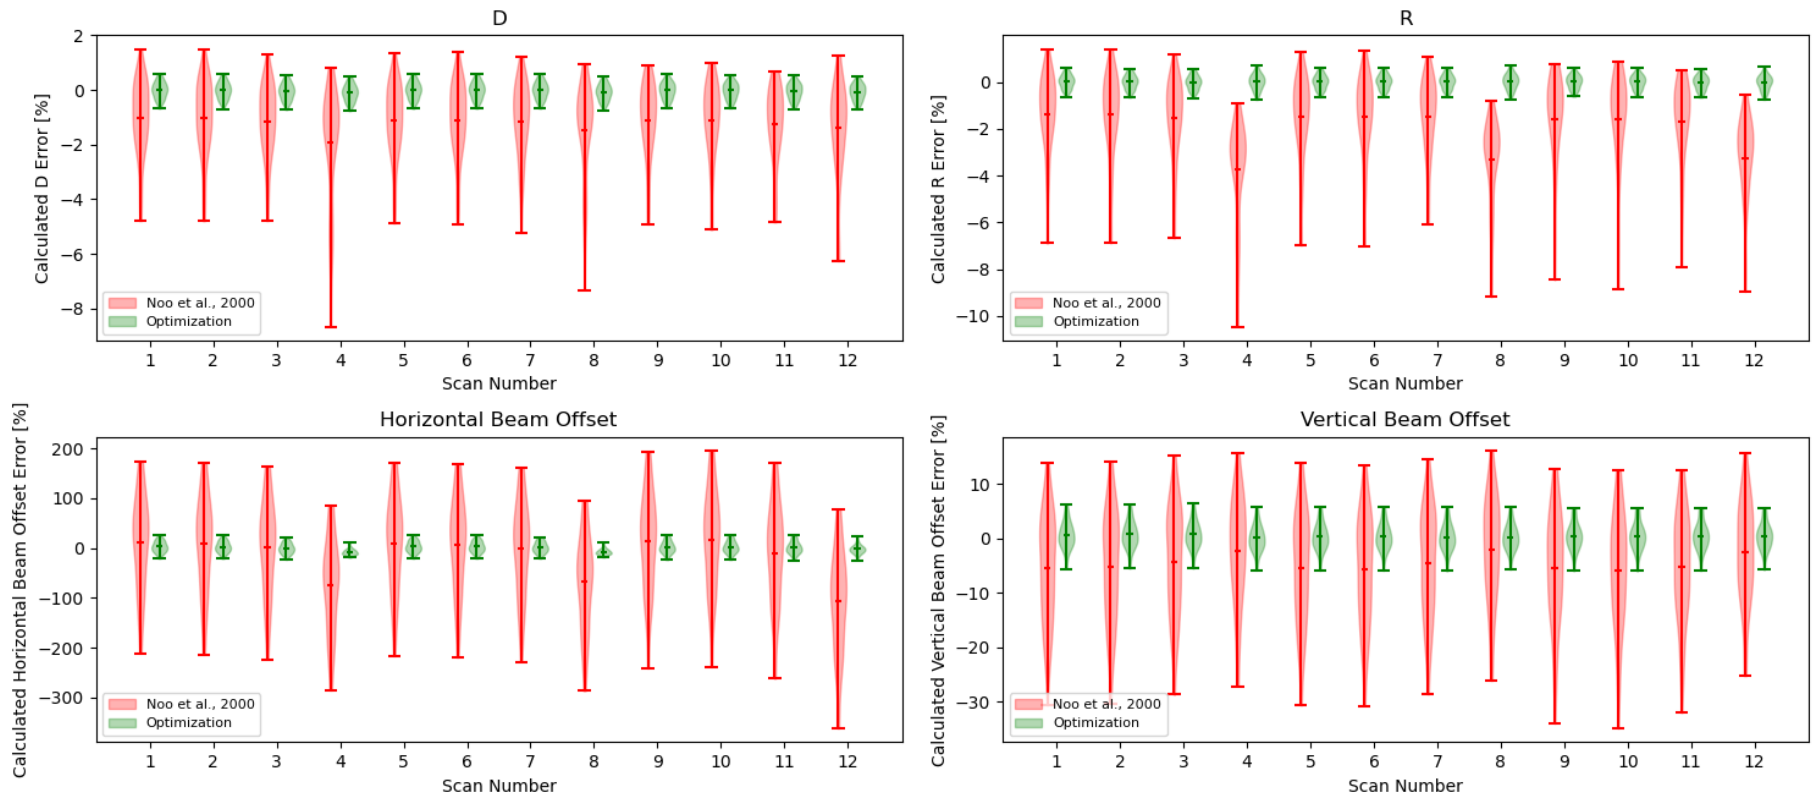 D
Calculated D Error [%]
2
0
−2
−4
−6
−8
Noo et al., 2000
Optimization
1 2 3 4 5 6 7 8 9 10 11 12
Scan Number
R
Calculated R Error [%]
0
−2
−4
−6
−8
−10
Noo et al., 2000
Optimization
1 2 3 4 5 6 7 8 9 10 11 12
Scan Number
Horizontal Beam Offset
Calculated Horizontal Beam Offset Error [%]
200
100
0
−100
−200
−300
Noo et al., 2000
Optimization
1 2 3 4 5 6 7 8 9 10 11 12
Scan Number
Vertical Beam Offset
Calculated Vertical Beam Offset Error [%]
10
0
−10
−20
−30
Noo et al., 2000
Optimization
1 2 3 4 5 6 7 8 9 10 11 12
Scan Number